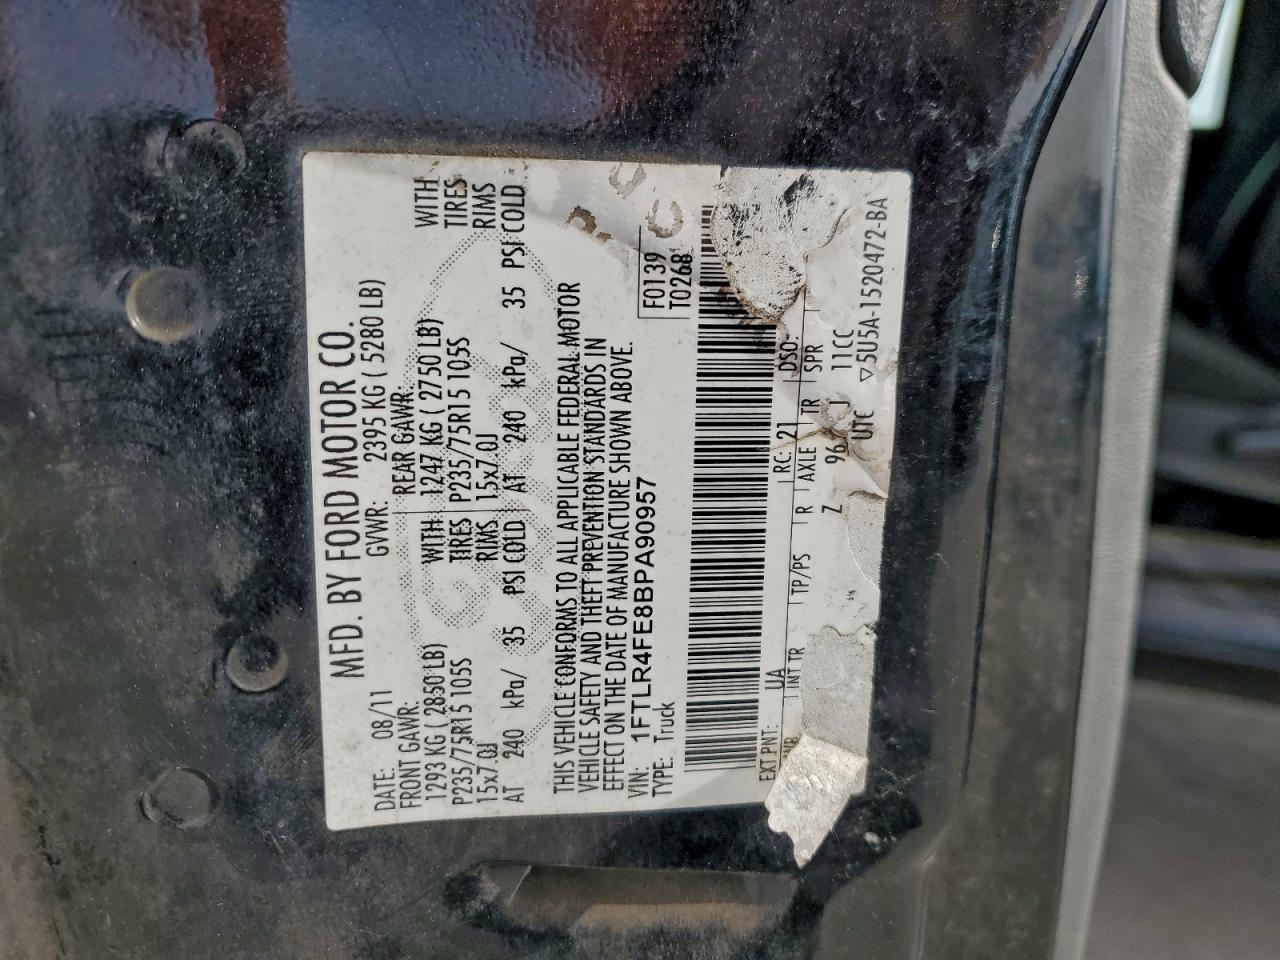 MFD. BY FORD MOTOR CO.
DATE: 08/11 GVWR: 2395 KG ( 5280 LB)
FRONT GAWR: REAR GAWR:
1293 KG ( 2850 LB) WITH 1247 KG ( 2750 LB) WITH
P235/75R15 105S TIRES P235/75R15 105S TIRES
15x7.0J RIMS 15x7.0J RIMS
AT 240 kPa/ 35 PSI COLD AT 240 kPa/ 35 PSI COLD
THIS VEHICLE CONFORMS TO ALL APPLICABLE FEDERAL MOTOR
VEHICLE SAFETY AND THEFT PREVENTION STANDARDS IN
EFFECT ON THE DATE OF MANUFACTURE SHOWN ABOVE.
VIN: 1FTLR4FE8BPA90957 F0139
TYPE: Truck T0268
EXT PNT: UA RC: 21 DSO:
INT TR TP/PS R AXLE TR SPR
Z 96 11CC
UTC ▽5U5A-1520472-BA